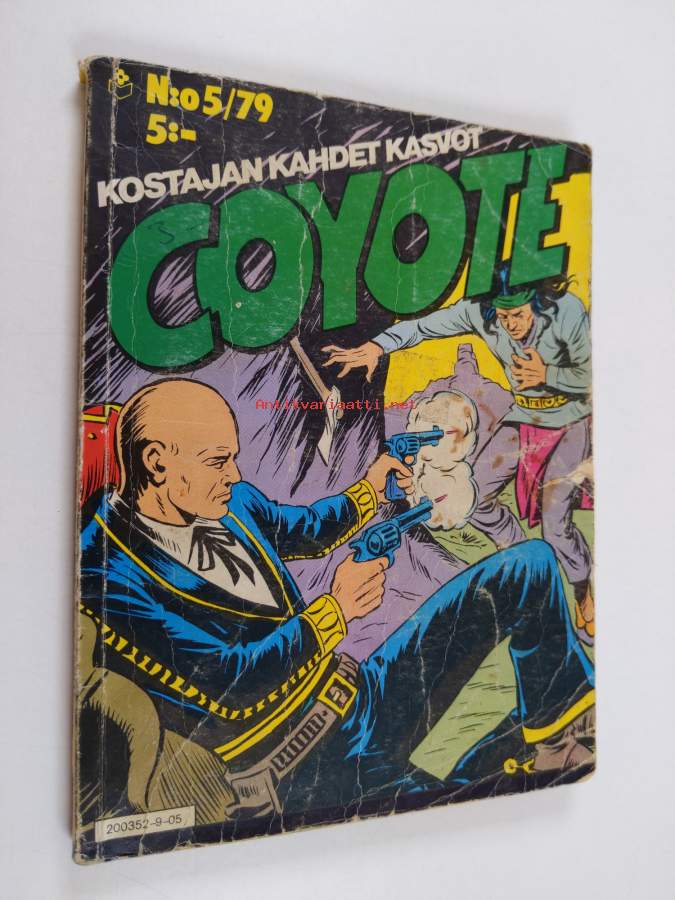 N:o 5/79
5:-
KOSTAJAN KAHDET KASVOT
COYOTE
Antikvariaatti.net
200352-9-05